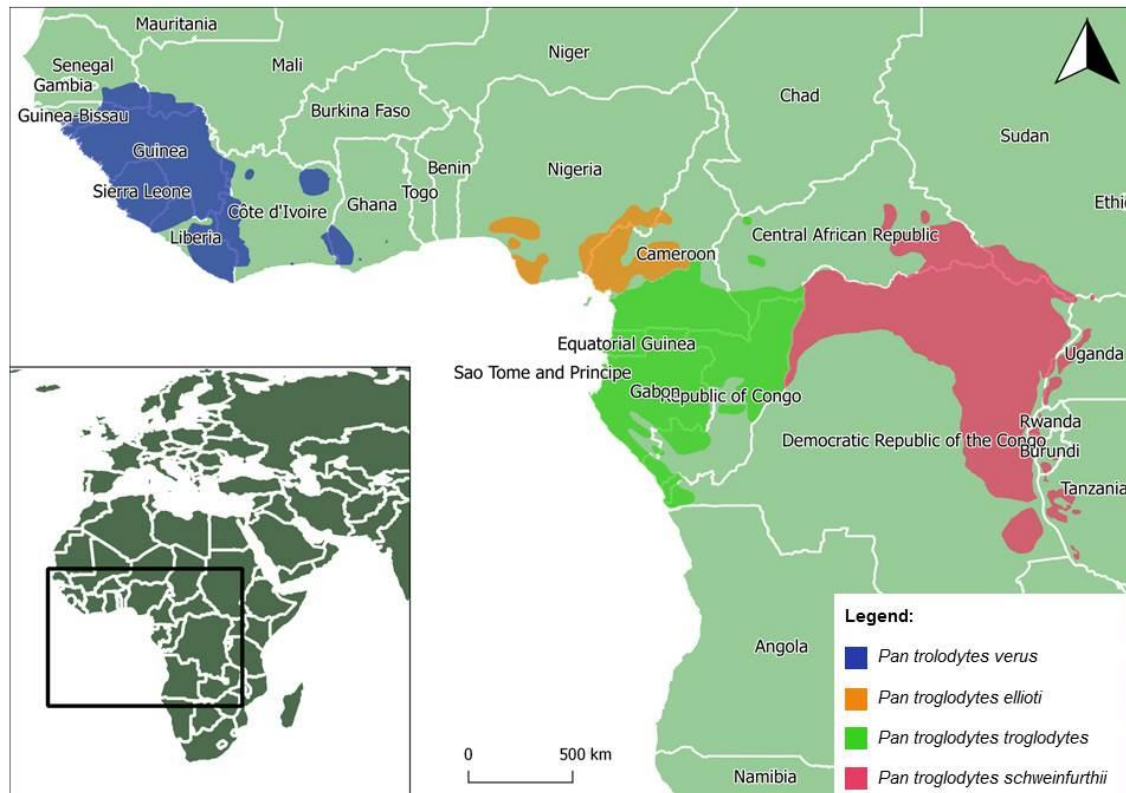 Mauritania
Senegal
Mali
Niger
Chad
Sudan
Gambia
Guinea-Bissau
Burkina Faso
Guinea
Benin
Nigeria
Sierra Leone
Côte d'Ivoire
Ghana
Togo
Ethi
Liberia
Cameroon
Central African Republic
Equatorial Guinea
Uganda
Sao Tome and Principe
Gabon
Republic of Congo
Rwanda
Democratic Republic of the Congo
Burundi
Tanzania
Angola
Namibia
Legend:
Pan trolodytes verus
Pan troglodytes ellioti
Pan troglodytes troglodytes
Pan troglodytes schweinfurthii
0 500 km